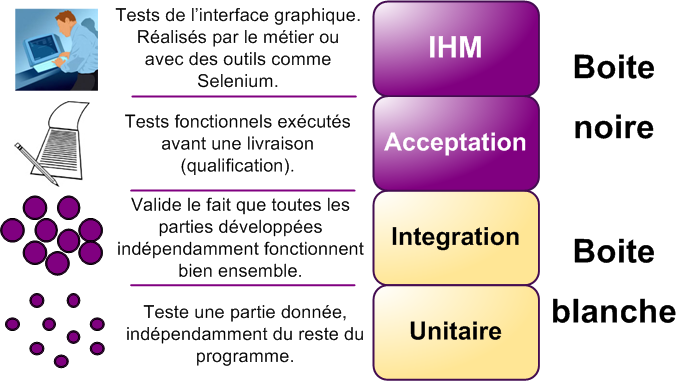 Tests de l’interface graphique.
Réalisés par le métier ou
avec des outils comme
Selenium.
IHM
Tests fonctionnels exécutés
avant une livraison
(qualification).
Acceptation
Boite
noire
Valide le fait que toutes les
parties développées
indépendamment fonctionnent
bien ensemble.
Integration
Teste une partie donnée,
indépendamment du reste du
programme.
Unitaire
Boite
blanche